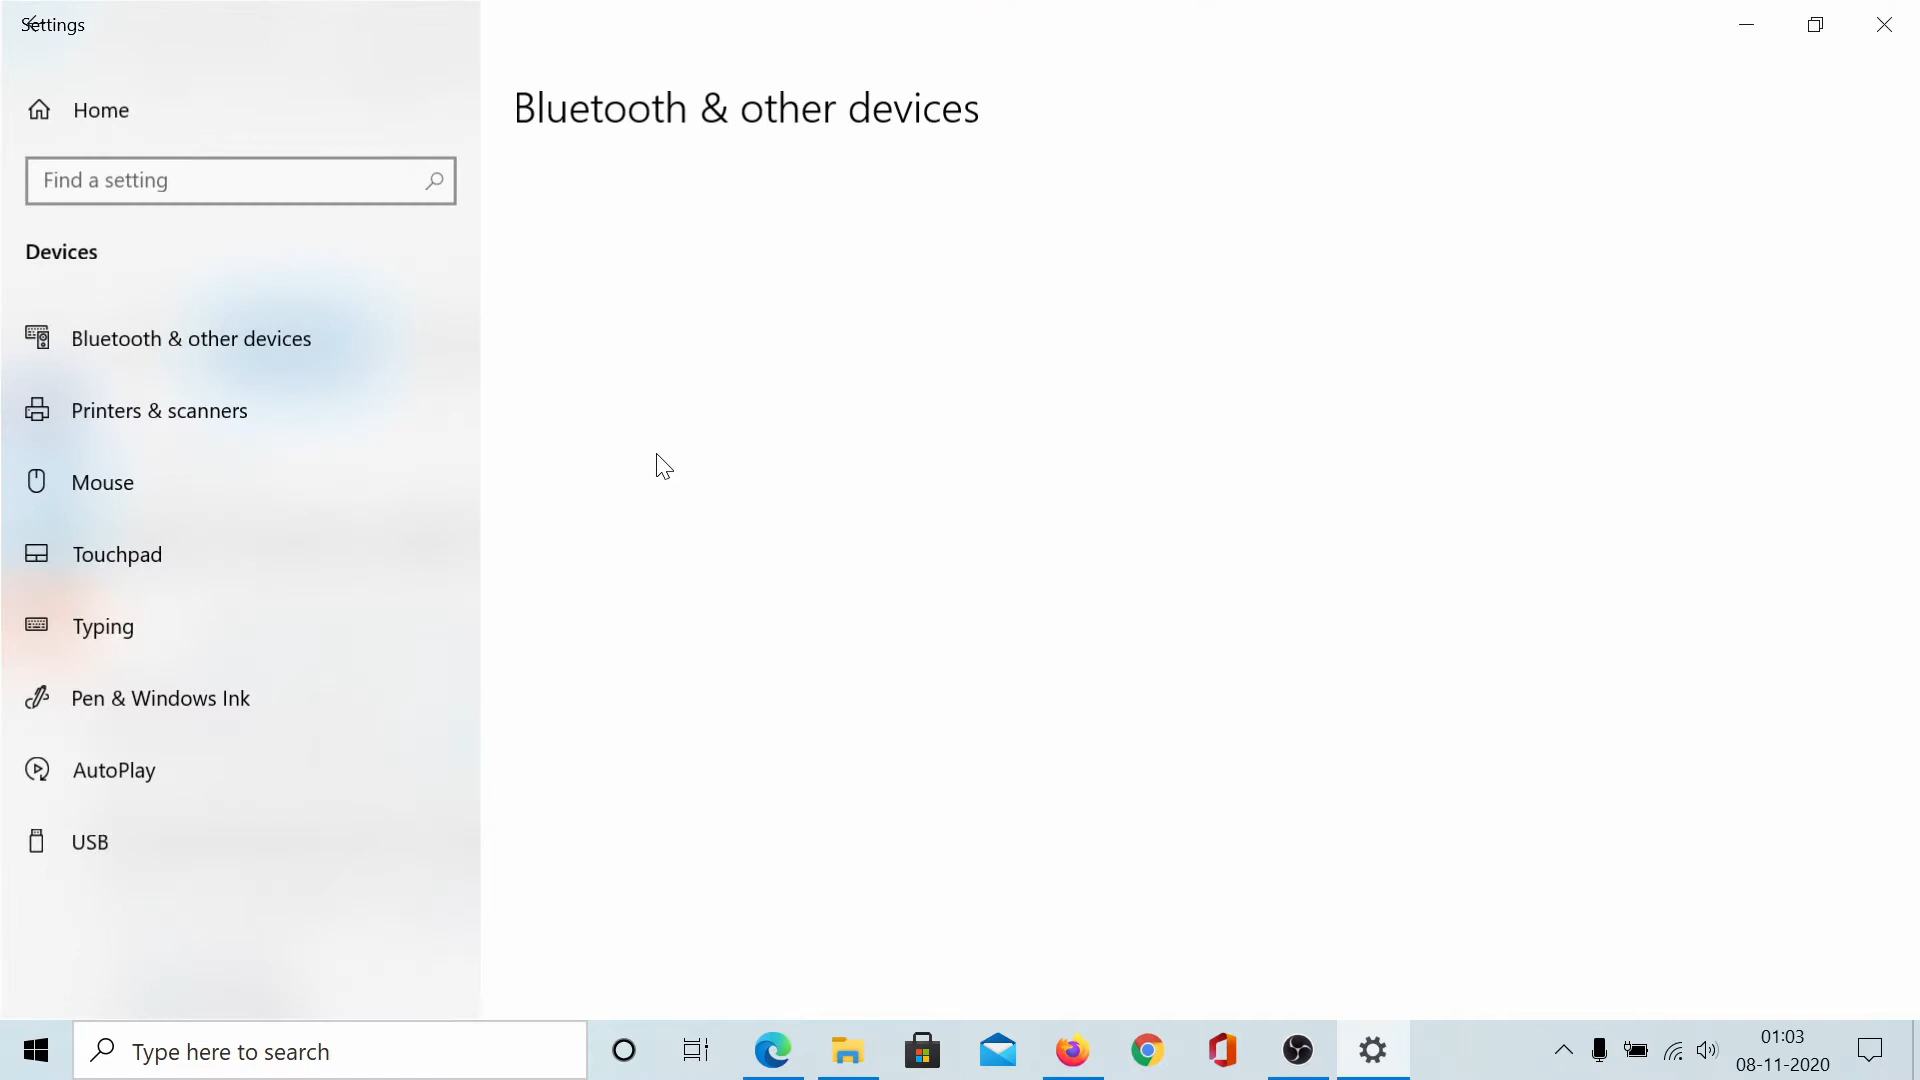 Settings
Home
Find a setting
Devices
Bluetooth & other devices
Printers & scanners
Mouse
Touchpad
Typing
Pen & Windows Ink
AutoPlay
USB
Bluetooth & other devices
Type here to search
01:03
08-11-2020